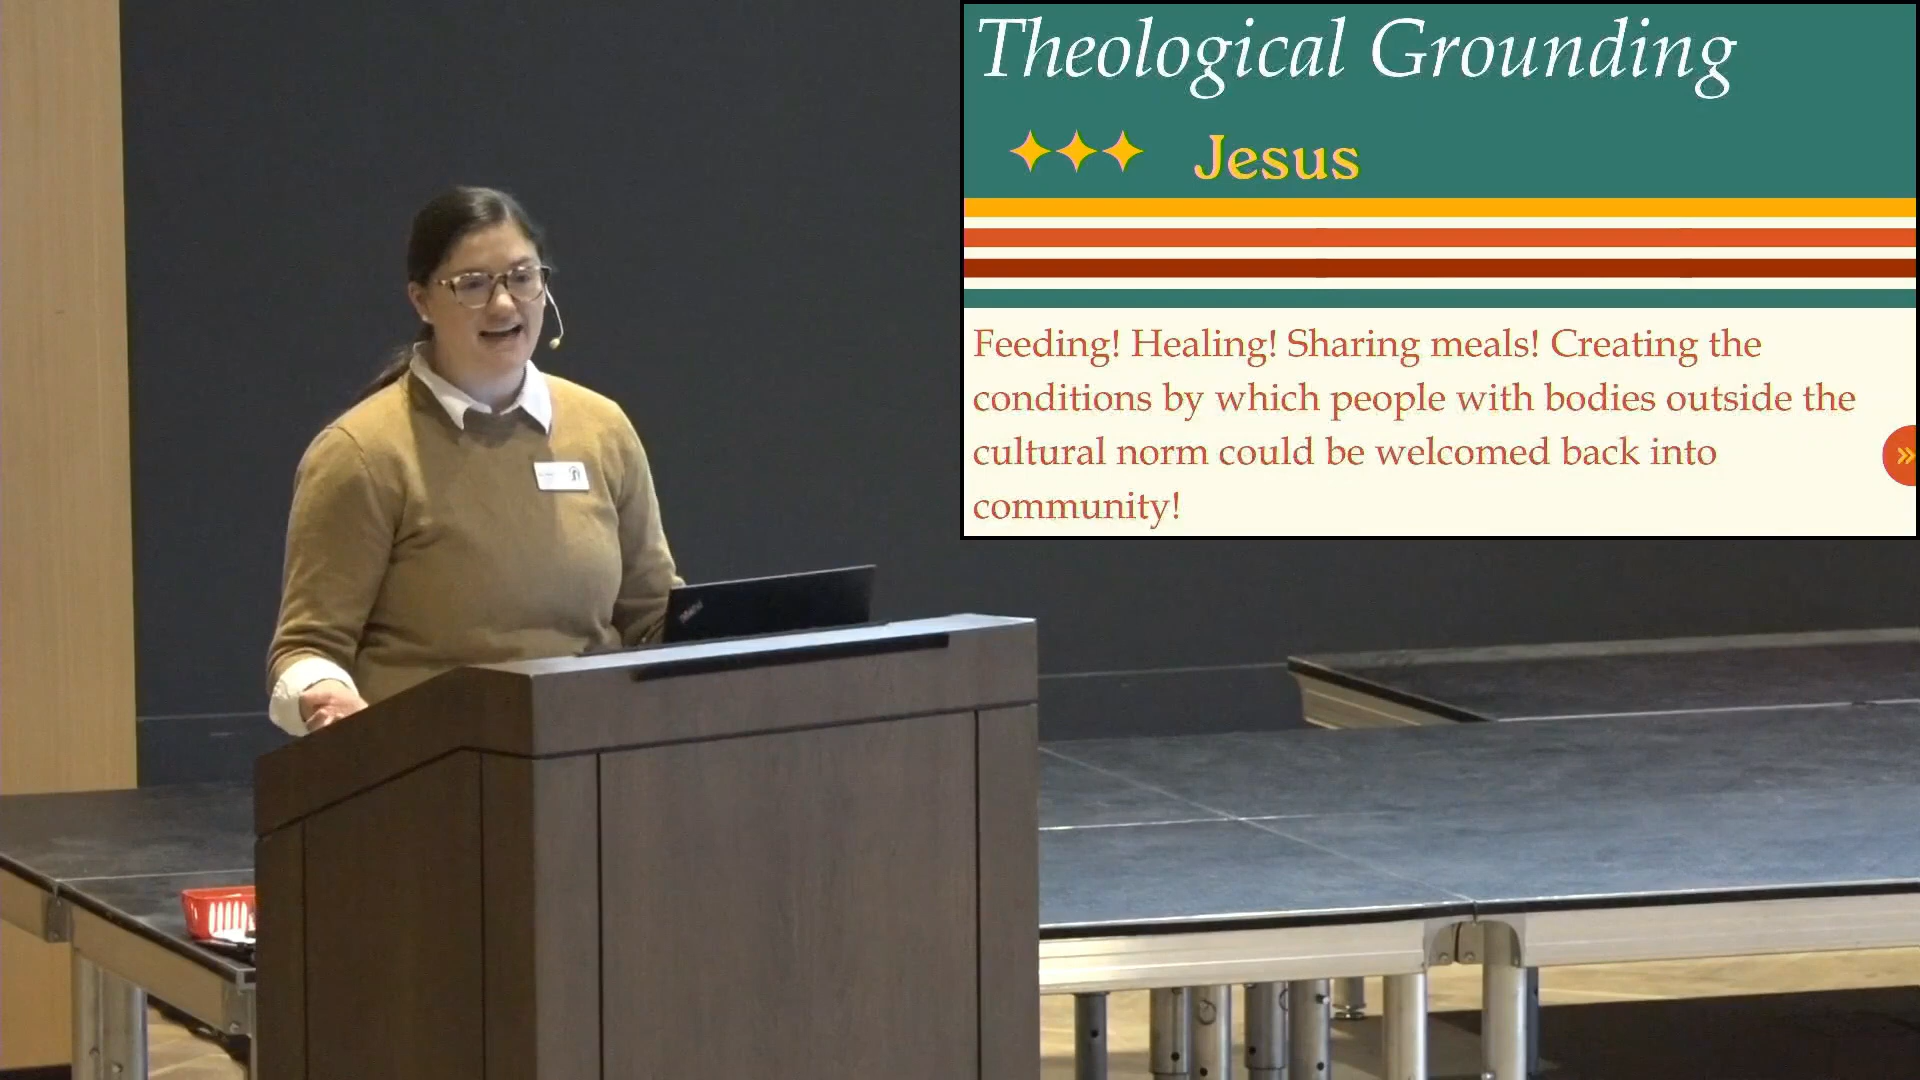 Theological Grounding
Jesus
Feeding! Healing! Sharing meals! Creating the
conditions by which people with bodies outside the
cultural norm could be welcomed back into
community!